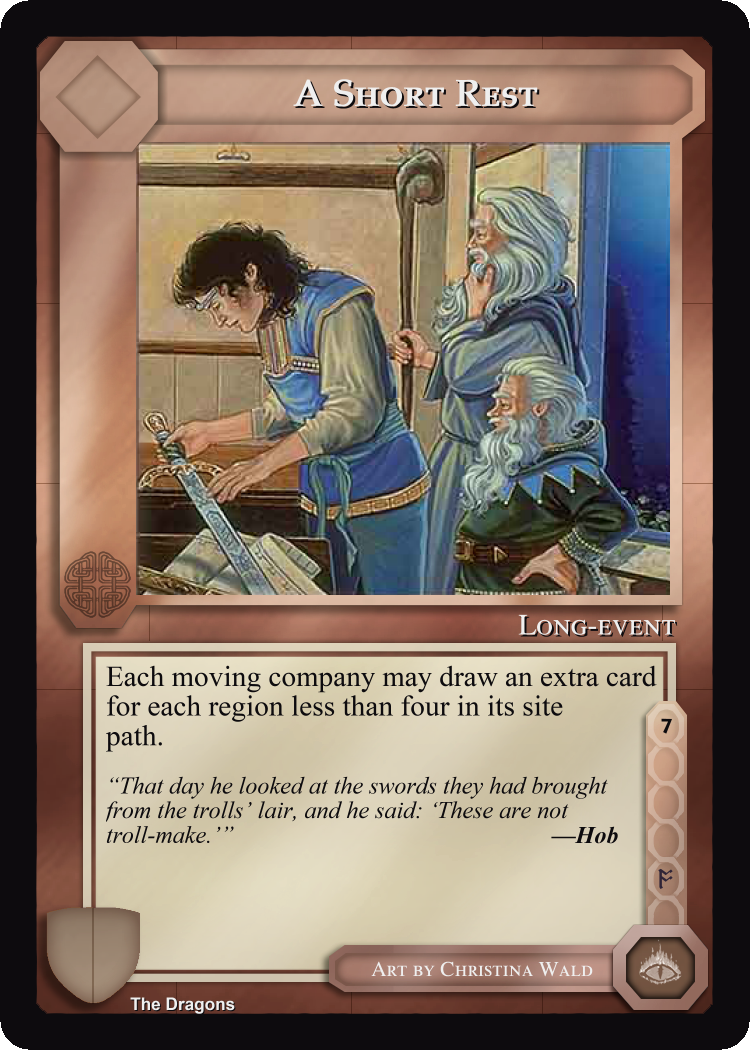 A Short Rest
Long-event
Each moving company may draw an extra card
for each region less than four in its site
path.
“That day he looked at the swords they had brought
from the trolls’ lair, and he said: ‘These are not
troll-make.’” —Hob
7
ᚩ
Art by Christina Wald
The Dragons